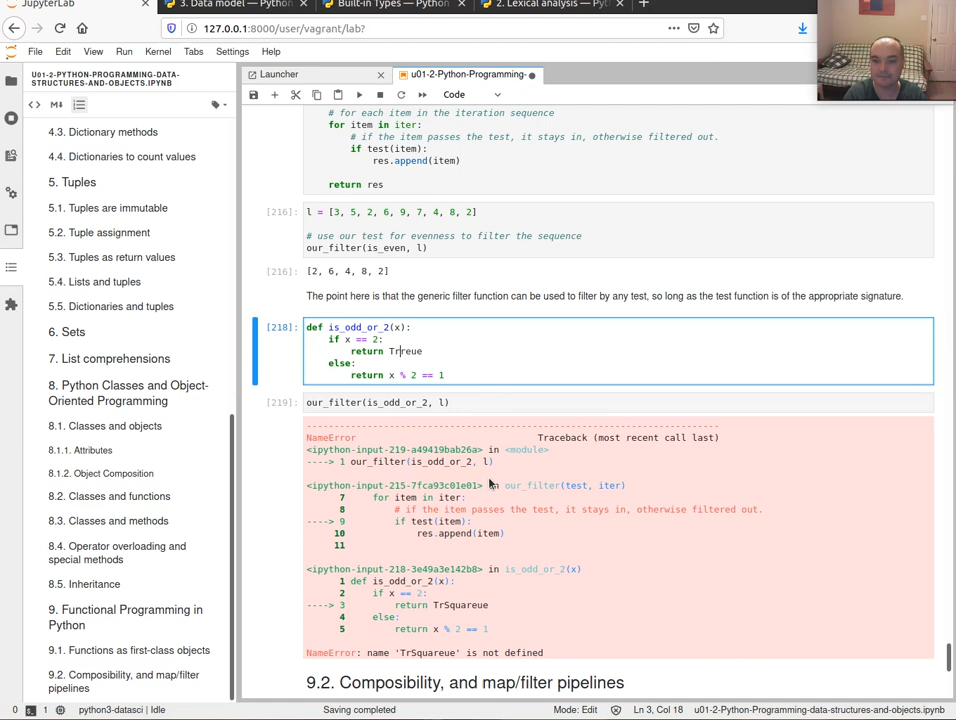 JupyterLab
3. Data model — Python
Built-in Types — Python
2. Lexical analysis — Pyt
127.0.0.1:8000/user/vagrant/lab?
File Edit View Run Kernel Tabs Settings Help
U01-2-PYTHON-PROGRAMMING-DATA-
STRUCTURES-AND-OBJECTS.IPYNB
4.3. Dictionary methods
4.4. Dictionaries to count values
5. Tuples
5.1. Tuples are immutable
5.2. Tuple assignment
5.3. Tuples as return values
5.4. Lists and tuples
5.5. Dictionaries and tuples
6. Sets
7. List comprehensions
8. Python Classes and Object-
Oriented Programming
8.1. Classes and objects
8.1.1. Attributes
8.1.2. Object Composition
8.2. Classes and functions
8.3. Classes and methods
8.4. Operator overloading and
special methods
8.5. Inheritance
9. Functional Programming in
Python
9.1. Functions as first-class objects
9.2. Composibility, and map/filter
pipelines
Launcher
u01-2-Python-Programming-
Code
# for each item in the iteration sequence
for item in iter:
# if the item passes the test, it stays in, otherwise filtered out.
if test(item):
res.append(item)
return res
[216]: l = [3, 5, 2, 6, 9, 7, 4, 8, 2]
# use our test for evenness to filter the sequence
our_filter(is_even, l)
[216]: [2, 6, 4, 8, 2]
The point here is that the generic filter function can be used to filter by any test, so long as the test function is of the appropriate signature.
[218]: def is_odd_or_2(x):
if x == 2:
return Trreue
else:
return x % 2 == 1
[219]: our_filter(is_odd_or_2, l)
---------------------------------------------------------------------------
NameError Traceback (most recent call last)
<ipython-input-219-a49419bab26a> in <module>
----> 1 our_filter(is_odd_or_2, l)
<ipython-input-215-7fca93c01e01> in our_filter(test, iter)
7 for item in iter:
8 # if the item passes the test, it stays in, otherwise filtered out.
----> 9 if test(item):
10 res.append(item)
11
<ipython-input-218-3e49a3e142b8> in is_odd_or_2(x)
1 def is_odd_or_2(x):
2 if x == 2:
----> 3 return TrSquareue
4 else:
5 return x % 2 == 1
NameError: name 'TrSquareue' is not defined
9.2. Composibility, and map/filter pipelines
0 1 python3-datasci | Idle Saving completed Mode: Edit Ln 3, Col 18 u01-2-Python-Programming-data-structures-and-objects.ipynb